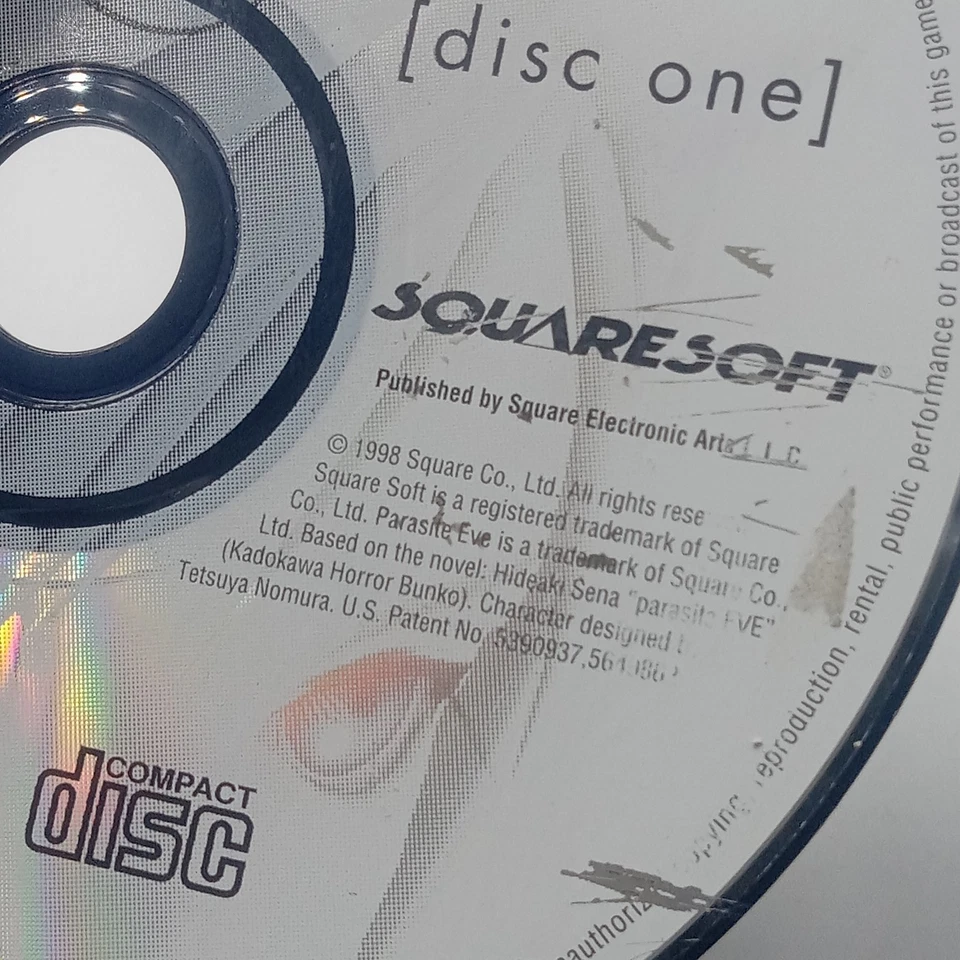 [disc one]
SQUARESOFT®
Published by Square Electronic Arts L.L.C.
© 1998 Square Co., Ltd. All rights rese
Square Soft is a registered trademark of Square
Co., Ltd. Parasite Eve is a trademark of Square Co.,
Ltd. Based on the novel: Hideaki Sena "parasite EVE"
(Kadokawa Horror Bunko). Character designed
Tetsuya Nomura. U.S. Patent No. 5390937,
COMPACT
disc
reproduction, rental, public performance or broadcast of this game